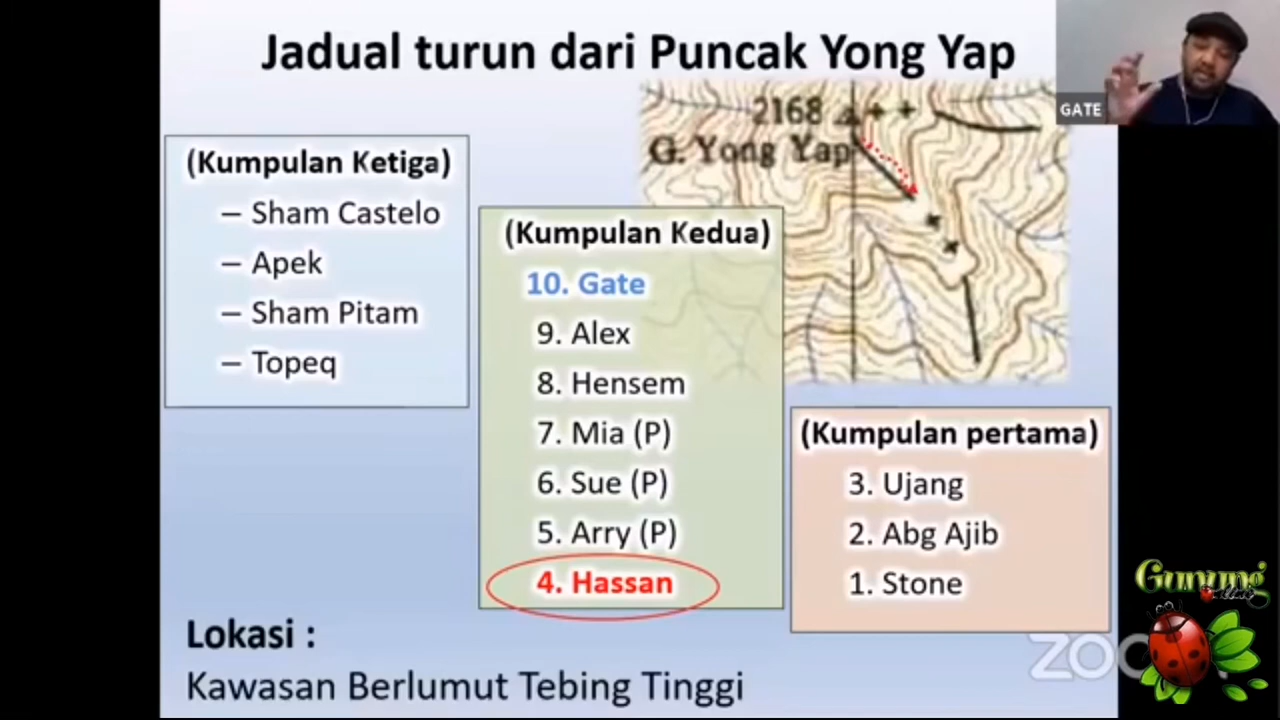 Jadual turun dari Puncak Yong Yap
GATE
2168
G. Yong Yap
(Kumpulan Ketiga)
– Sham Castelo
– Apek
– Sham Pitam
– Topeq
(Kumpulan Kedua)
10. Gate
9. Alex
8. Hensem
7. Mia (P)
6. Sue (P)
5. Arry (P)
4. Hassan
(Kumpulan pertama)
3. Ujang
2. Abg Ajib
1. Stone
Lokasi :
Kawasan Berlumut Tebing Tinggi
Gunung